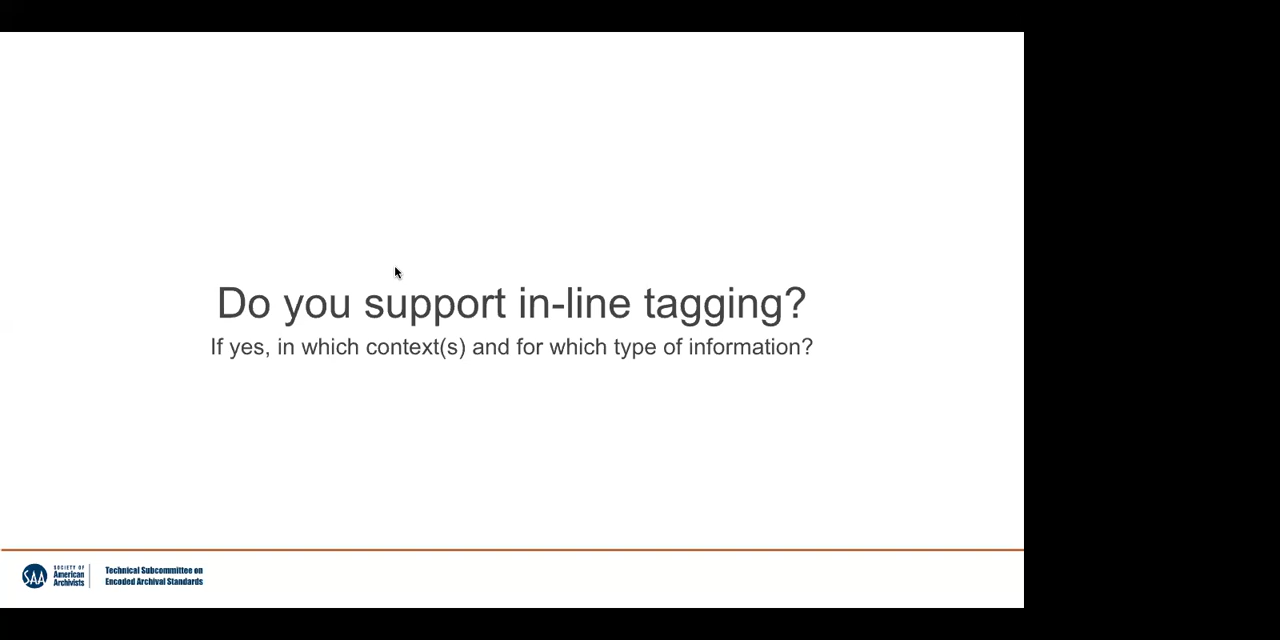 Do you support in-line tagging?
If yes, in which context(s) and for which type of information?
SAA
SOCIETY OF
American
Archivists
Technical Subcommittee on
Encoded Archival Standards